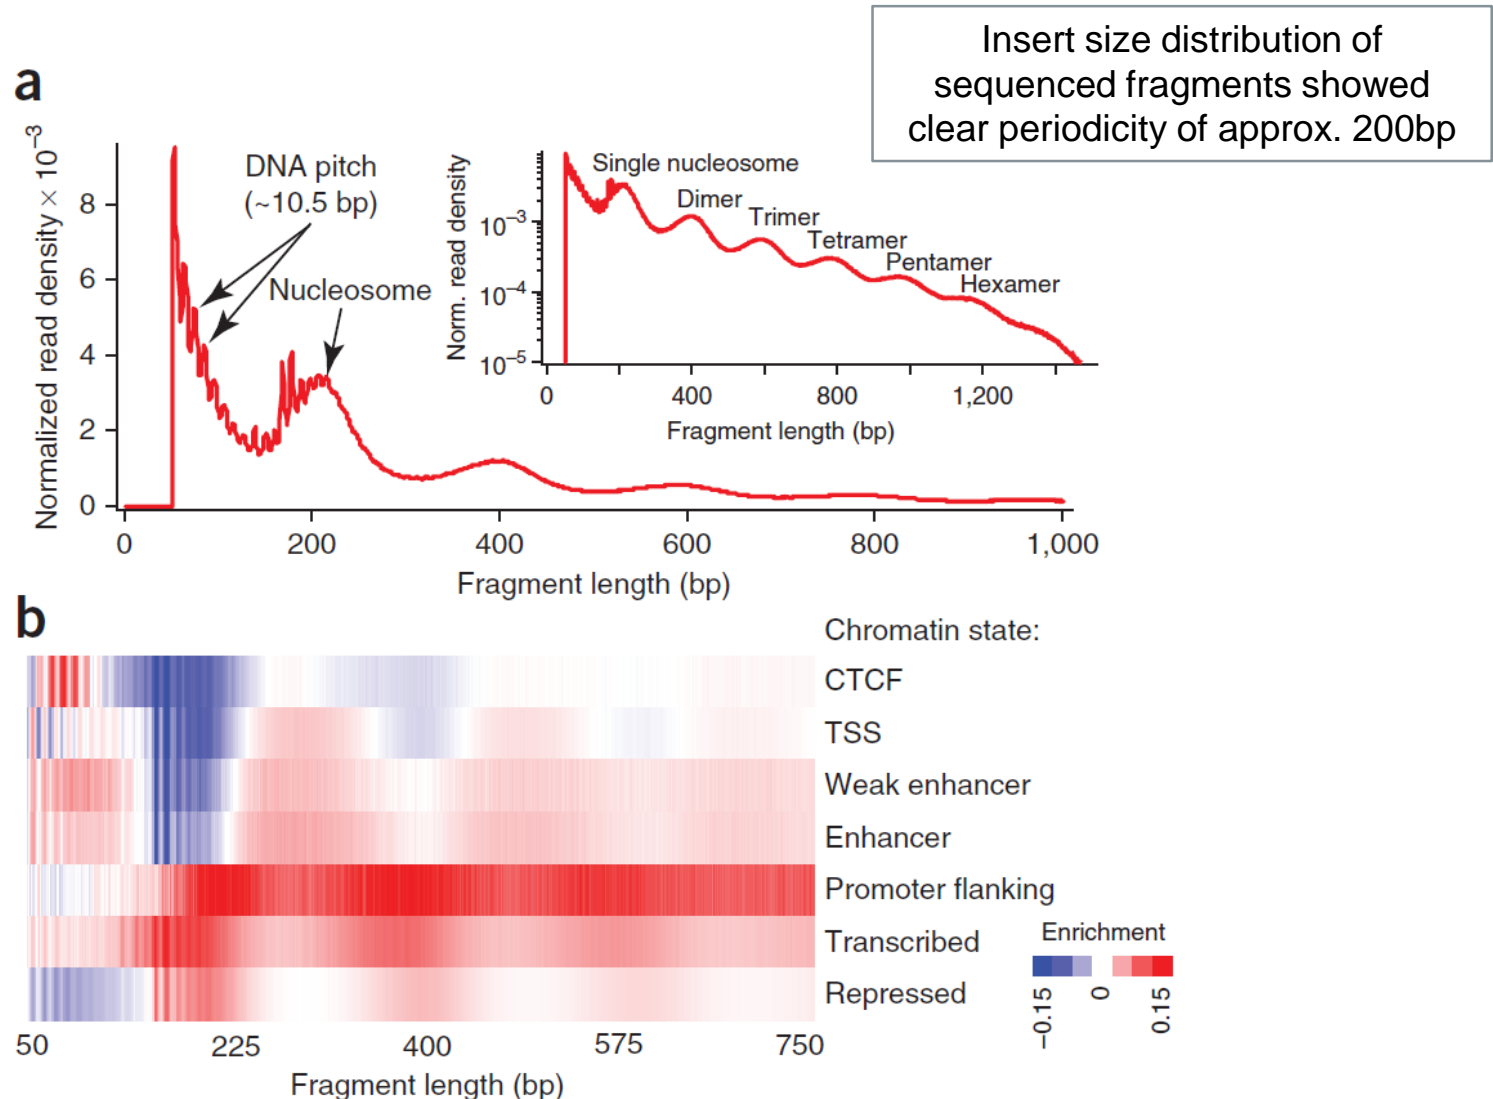 Insert size distribution of
sequenced fragments showed
clear periodicity of approx. 200bp
a
Normalized read density × 10⁻³
8
6
4
2
0
DNA pitch
(~10.5 bp)
Nucleosome
0 200 400 600 800 1,000
Fragment length (bp)
Norm. read density
10⁻³
10⁻⁴
10⁻⁵
Single nucleosome
Dimer
Trimer
Tetramer
Pentamer
Hexamer
0 400 800 1,200
Fragment length (bp)
b
Chromatin state:
CTCF
TSS
Weak enhancer
Enhancer
Promoter flanking
Transcribed
Repressed
Enrichment
−0.15 0 0.15
50 225 400 575 750
Fragment length (bp)